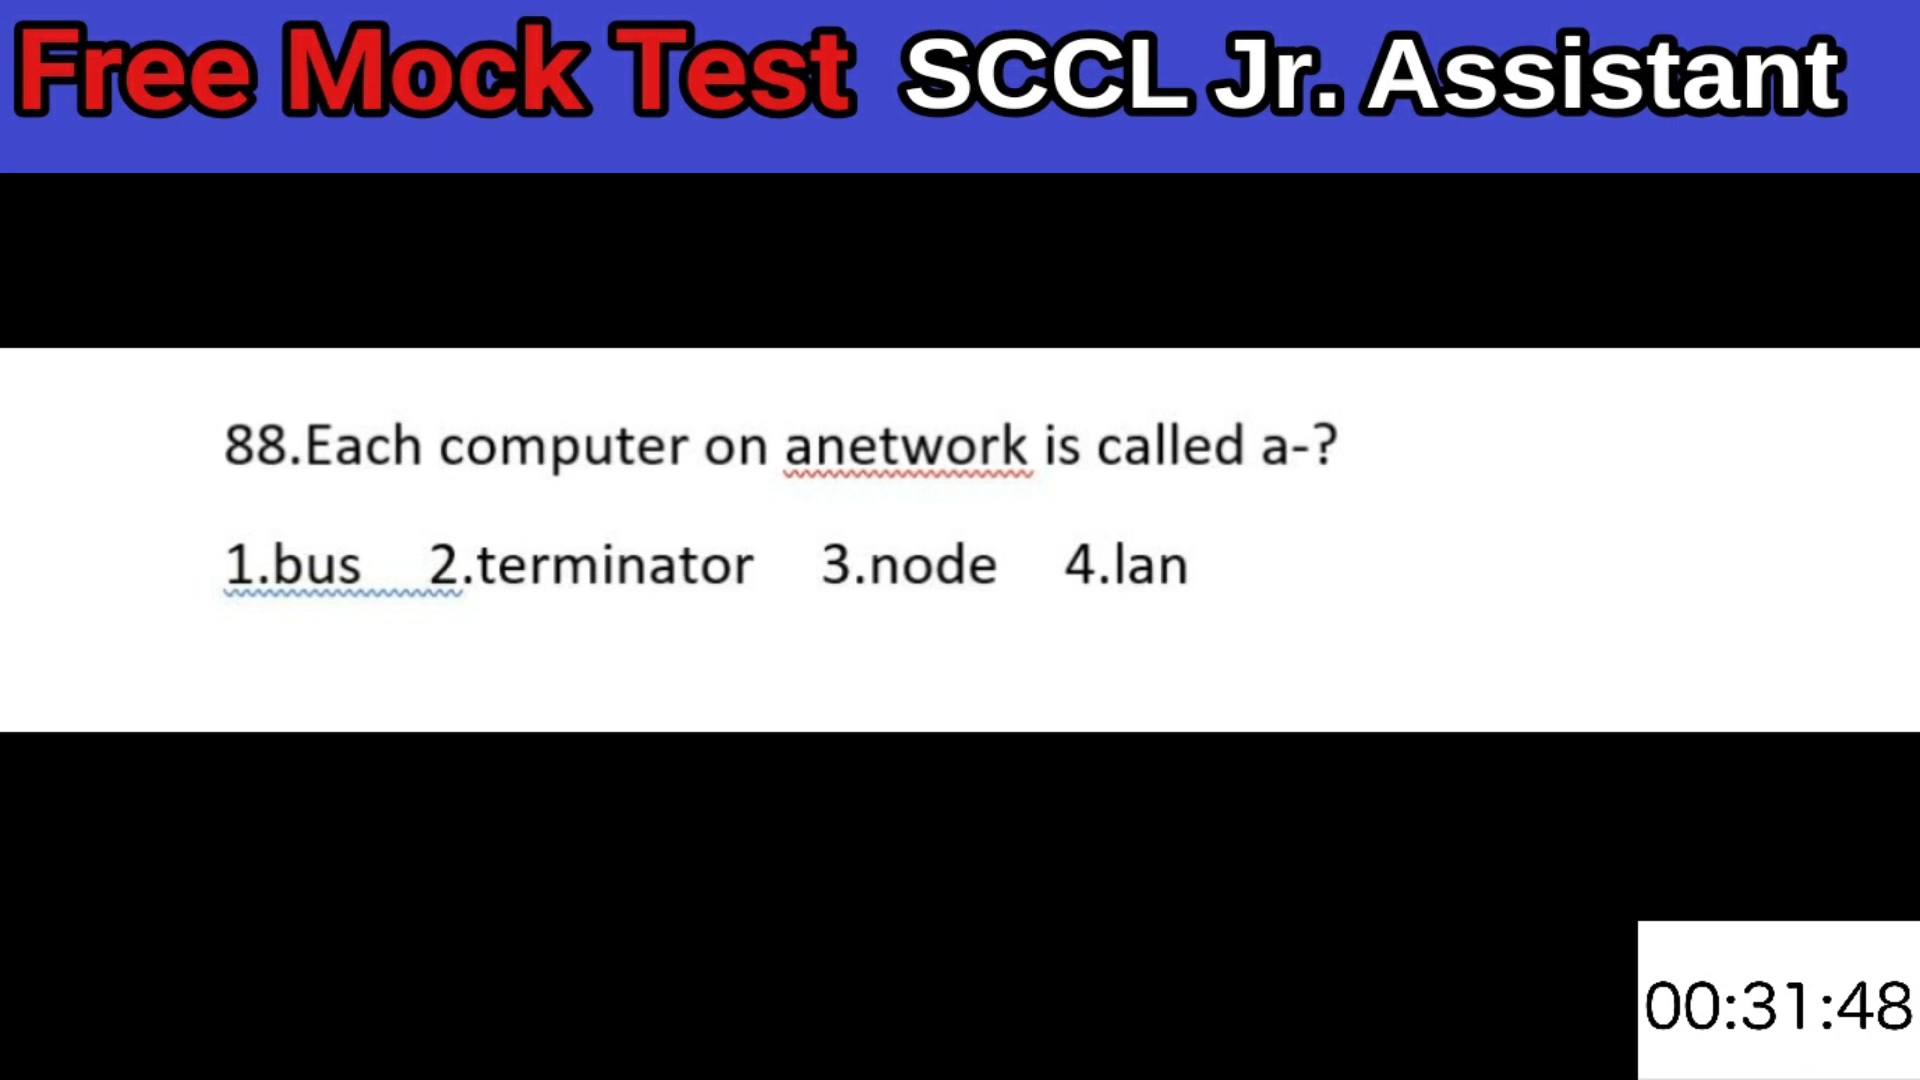 Free Mock Test SCCL Jr. Assistant
88.Each computer on anetwork is called a-?
1.bus 2.terminator 3.node 4.lan
00:31:48